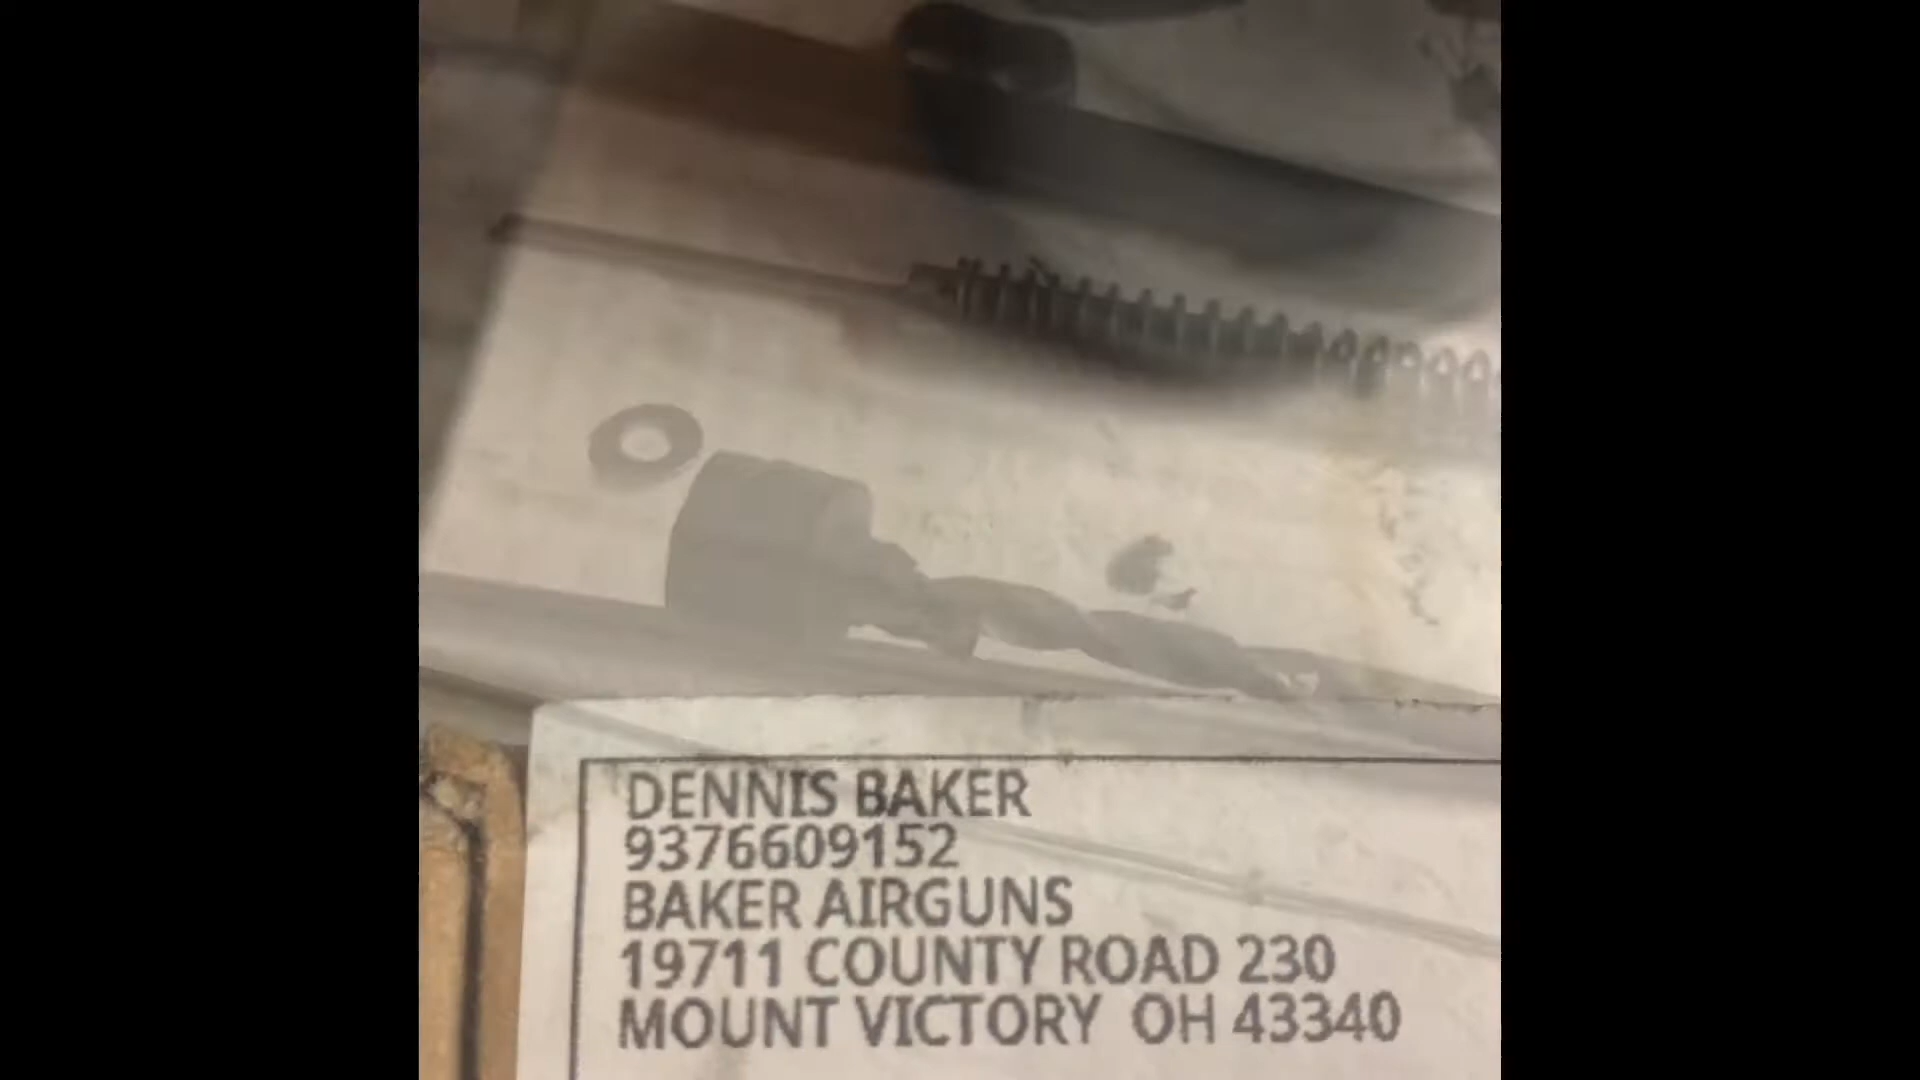 DENNIS BAKER
9376609152
BAKER AIRGUNS
19711 COUNTY ROAD 230
MOUNT VICTORY OH 43340